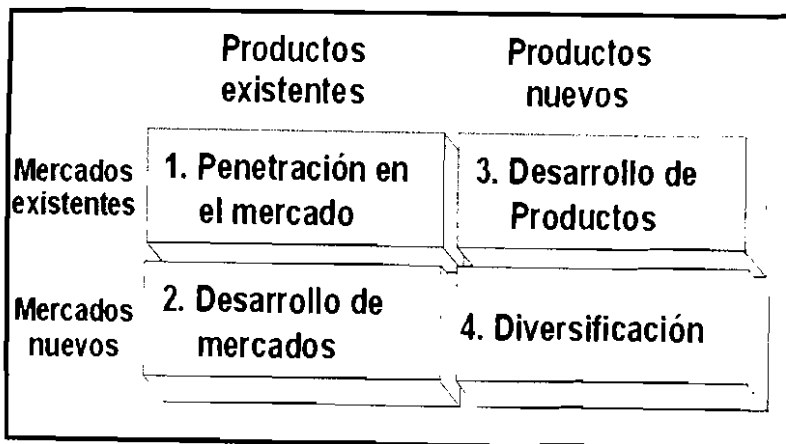 Productos
existentes
Productos
nuevos
Mercados
existentes
1. Penetración en
el mercado
3. Desarrollo de
Productos
Mercados
nuevos
2. Desarrollo de
mercados
4. Diversificación